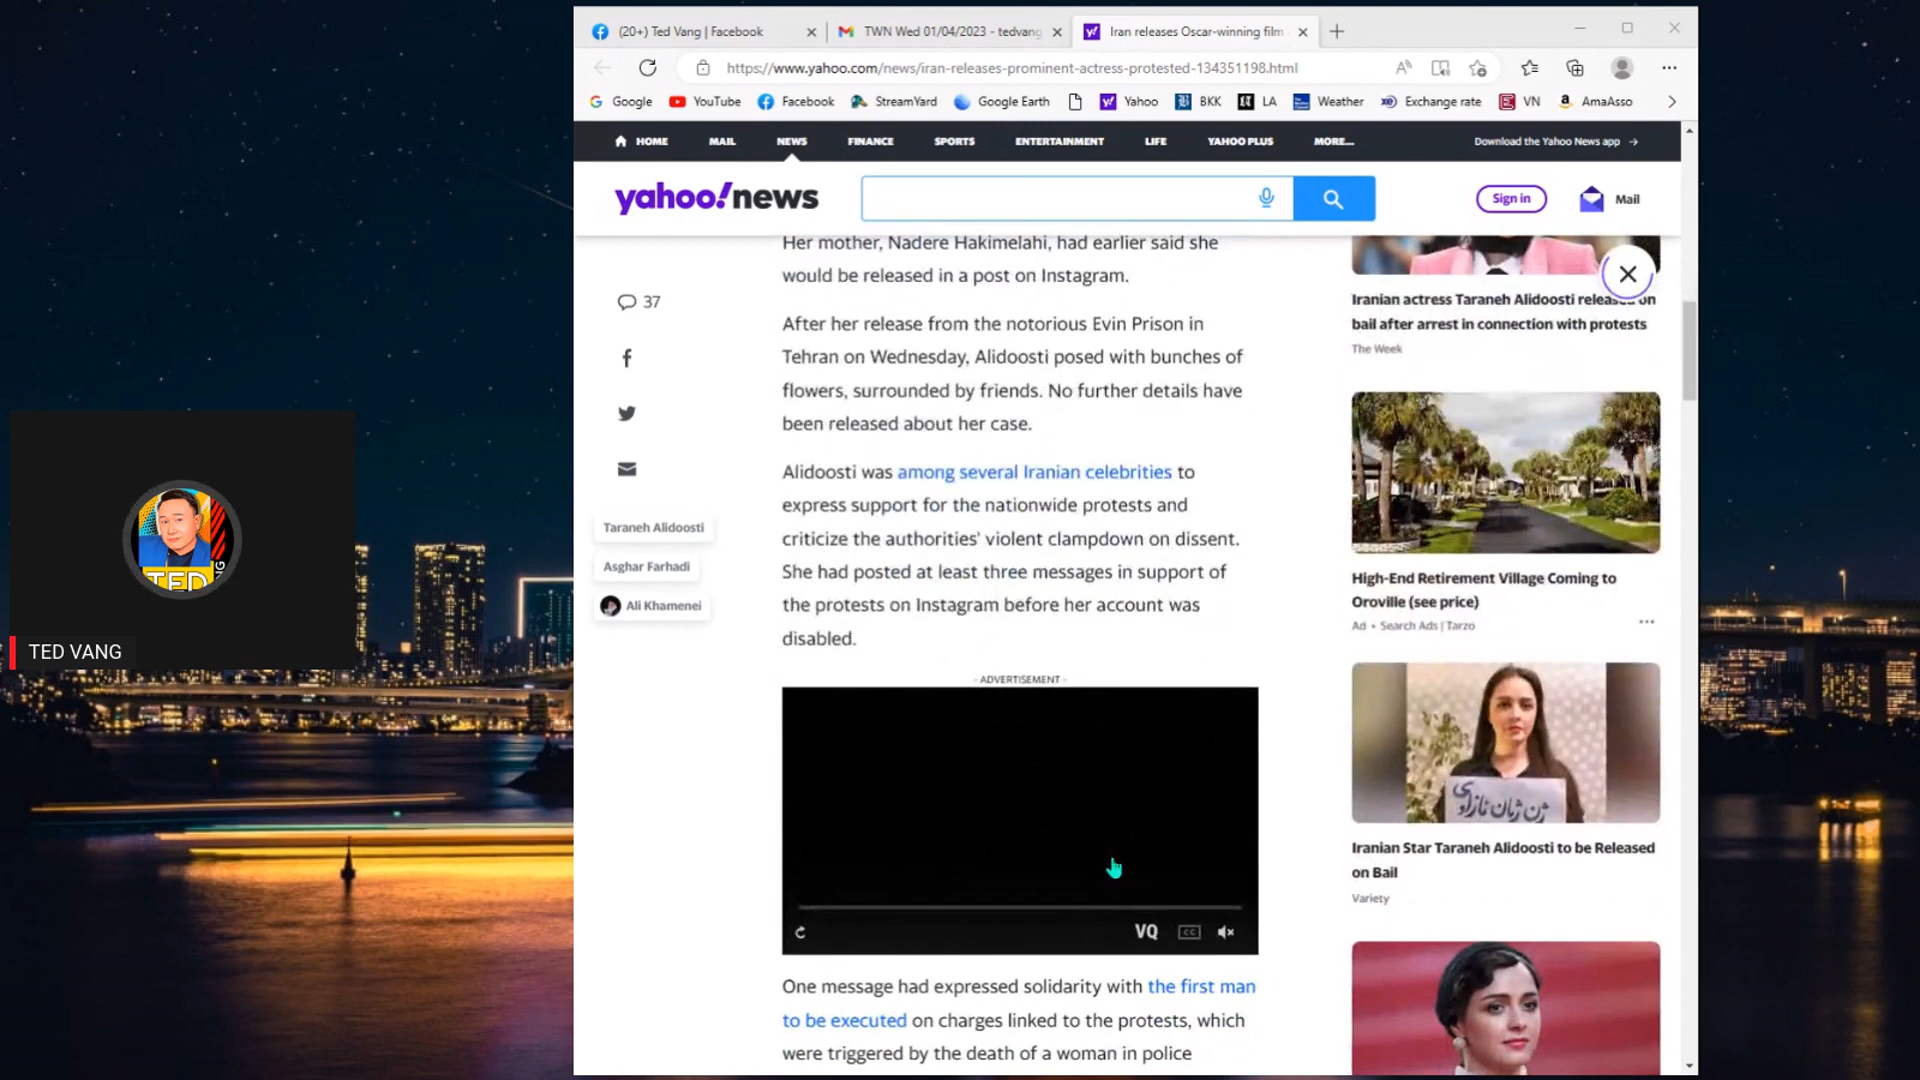 (20+) Ted Vang | Facebook
TWN Wed 01/04/2023 - tedvang
Iran releases Oscar-winning film
https://www.yahoo.com/news/iran-releases-prominent-actress-protested-134351198.html
Google YouTube Facebook StreamYard Google Earth Yahoo BKK LA Weather Exchange rate VN AmaAsso
HOME MAIL NEWS FINANCE SPORTS ENTERTAINMENT LIFE YAHOO PLUS MORE... Download the Yahoo News app →
yahoo!news
Sign in
Mail
37
Taraneh Alidoosti
Asghar Farhadi
Ali Khamenei
TED
TED VANG
Her mother, Nadere Hakimelahi, had earlier said she
would be released in a post on Instagram.
After her release from the notorious Evin Prison in
Tehran on Wednesday, Alidoosti posed with bunches of
flowers, surrounded by friends. No further details have
been released about her case.
Alidoosti was among several Iranian celebrities to
express support for the nationwide protests and
criticize the authorities' violent clampdown on dissent.
She had posted at least three messages in support of
the protests on Instagram before her account was
disabled.
- ADVERTISEMENT -
VQ CC
One message had expressed solidarity with the first man
to be executed on charges linked to the protests, which
were triggered by the death of a woman in police
Iranian actress Taraneh Alidoosti released on
bail after arrest in connection with protests
The Week
High-End Retirement Village Coming to
Oroville (see price)
Ad • Search Ads | Tarzo
ژن ژیان ئازادی
Iranian Star Taraneh Alidoosti to be Released
on Bail
Variety